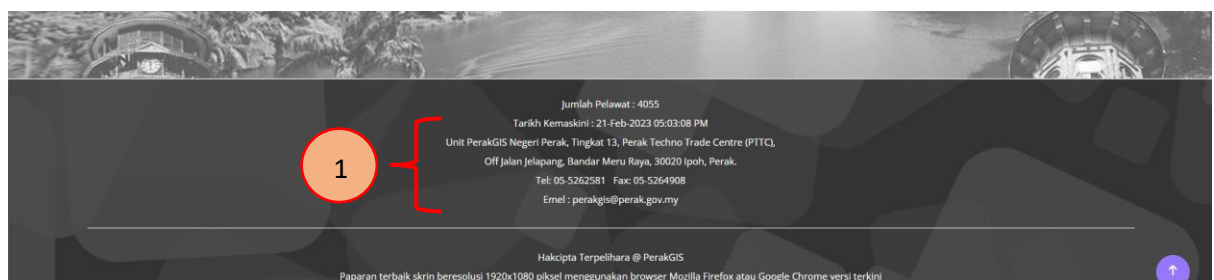 Jumlah Pelawat : 4055
Tarikh Kemaskini : 21-Feb-2023 05:03:08 PM
Unit PerakGIS Negeri Perak, Tingkat 13, Perak Techno Trade Centre (PTTC),
Off Jalan Jelapang, Bandar Meru Raya, 30020 Ipoh, Perak.
1
Tel: 05-5262581 Fax: 05-5264908
Emel : perakgis@perak.gov.my
Hakcipta Terpelihara @ PerakGIS
Paparan terbaik skrin beresolusi 1920x1080 piksel menggunakan browser Mozilla Firefox atau Google Chrome versi terkini